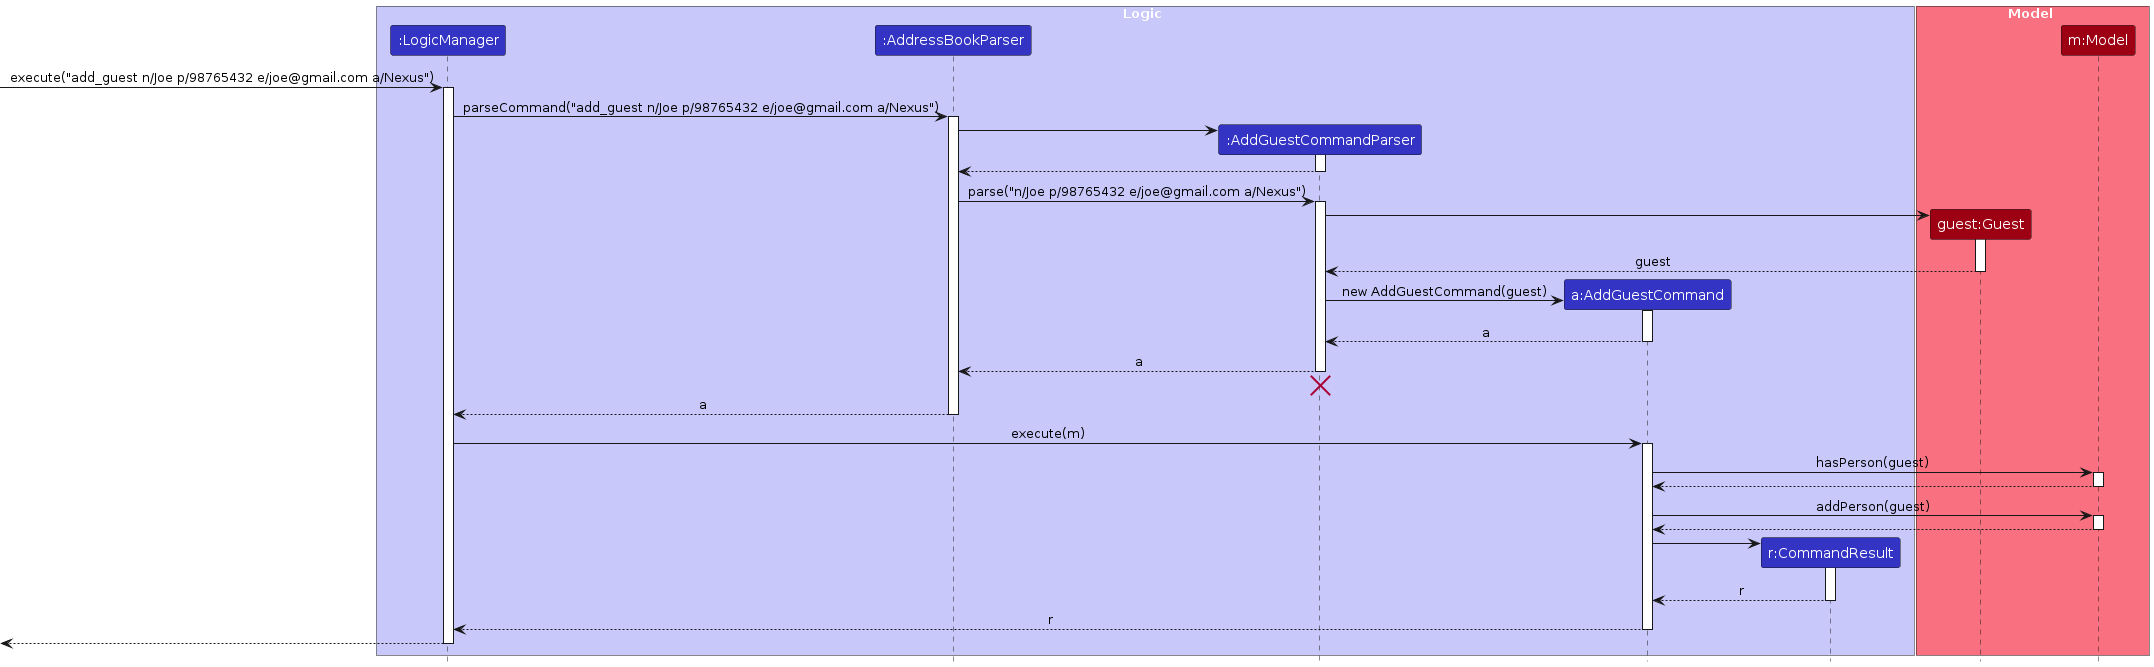 Logic
Model
:LogicManager
:AddressBookParser
m:Model
execute("add_guest n/Joe p/98765432 e/joe@gmail.com a/Nexus")
parseCommand("add_guest n/Joe p/98765432 e/joe@gmail.com a/Nexus")
:AddGuestCommandParser
parse("n/Joe p/98765432 e/joe@gmail.com a/Nexus")
guest:Guest
guest
new AddGuestCommand(guest)
a:AddGuestCommand
a
a
a
execute(m)
hasPerson(guest)
addPerson(guest)
r:CommandResult
r
r